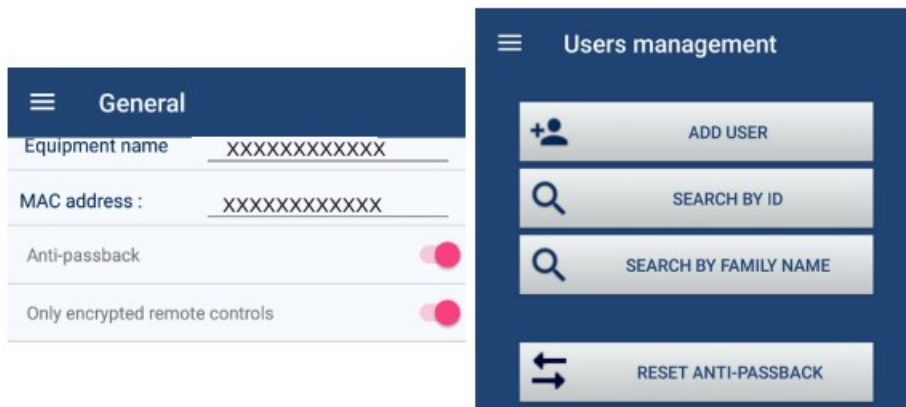 General
Equipment name XXXXXXXXXXXX
MAC address : XXXXXXXXXXXX
Anti-passback
Only encrypted remote controls
Users management
ADD USER
SEARCH BY ID
SEARCH BY FAMILY NAME
RESET ANTI-PASSBACK